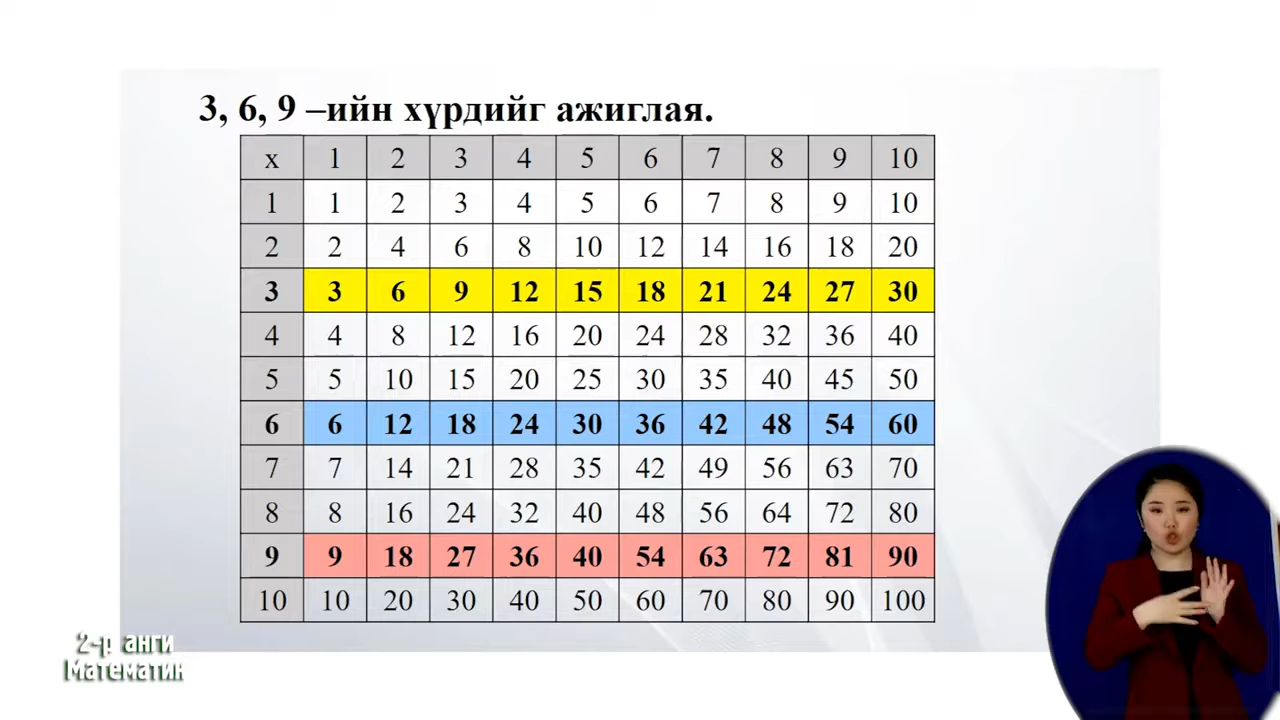 3, 6, 9 –ийн хүрдийг ажиглая.
x 1 2 3 4 5 6 7 8 9 10
1 1 2 3 4 5 6 7 8 9 10
2 2 4 6 8 10 12 14 16 18 20
3 3 6 9 12 15 18 21 24 27 30
4 4 8 12 16 20 24 28 32 36 40
5 5 10 15 20 25 30 35 40 45 50
6 6 12 18 24 30 36 42 48 54 60
7 7 14 21 28 35 42 49 56 63 70
8 8 16 24 32 40 48 56 64 72 80
9 9 18 27 36 40 54 63 72 81 90
10 10 20 30 40 50 60 70 80 90 100
2-р анги
Математик